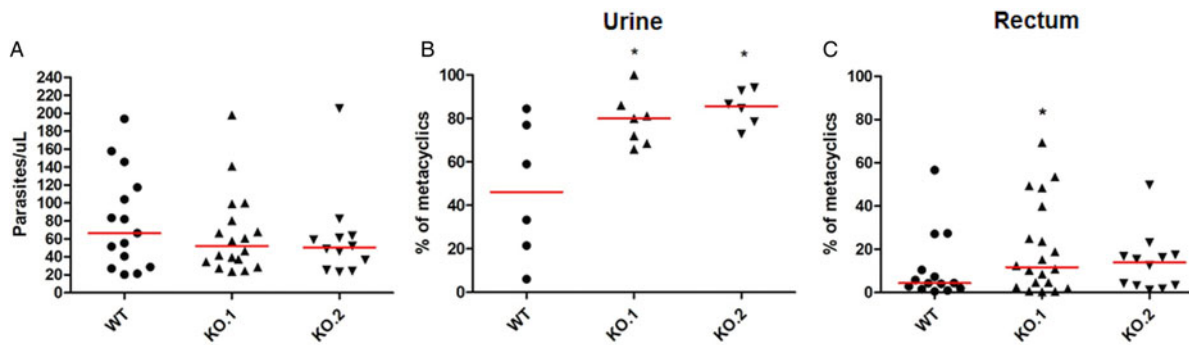 A
Parasites/uL
240
220
200
180
160
140
120
100
80
60
40
20
0
WT
KO.1
KO.2
Urine
B
% of metacyclics
100
80
60
40
20
0
*
*
WT
KO.1
KO.2
Rectum
C
% of metacyclics
100
80
60
40
20
0
*
WT
KO.1
KO.2